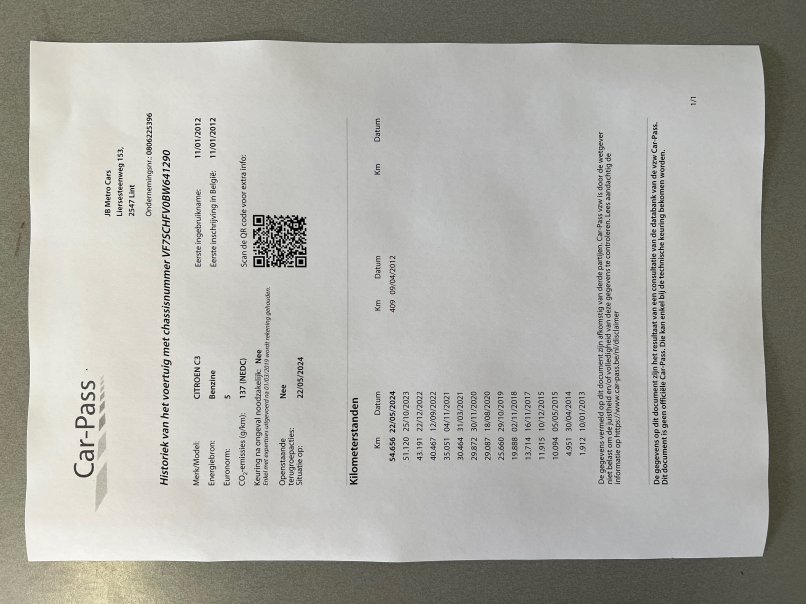 Car-Pass
JB Metro Cars
Liersesteenweg 153,
2547 Lint
Ondernemingsnr.: 0806225396
Historiek van het voertuig met chassisnummer VF7SCHFV0BW641290
Merk/Model: CITROEN C3
Energiebron: Benzine
Euronorm: 5
CO2-emissies (g/km): 137 (NEDC)
Keuring na ongeval noodzakelijk: Nee
Enkel met expertises uitgevoerd na 01/03/2019 wordt rekening gehouden.
Openstaande Nee
terugroepacties:
Situatie op: 22/05/2024
Eerste ingebruikname: 11/01/2012
Eerste inschrijving in België: 11/01/2012
Scan de QR code voor extra info:
Kilometerstanden
Km Datum Km Datum Km Datum
54.656 22/05/2024 409 09/04/2012
51.120 25/10/2023
43.191 22/12/2022
40.467 12/09/2022
35.051 04/11/2021
30.464 31/03/2021
29.872 30/11/2020
29.087 18/08/2020
25.660 29/10/2019
19.888 02/11/2018
13.714 16/11/2017
11.915 10/12/2015
10.094 05/05/2015
4.951 30/04/2014
1.912 10/01/2013
De gegevens vermeld op dit document zijn afkomstig van derde partijen. Car-Pass vzw is door de wetgever
niet belast om de juistheid en/of volledigheid van deze gegevens te controleren. Lees aandachtig de
informatie op https://www.car-pass.be/nl/disclaimer
De gegevens op dit document zijn het resultaat van een consultatie van de databank van de vzw Car-Pass.
Dit document is geen officiële Car-Pass. Die kan enkel bij de technische keuring bekomen worden.
1/1